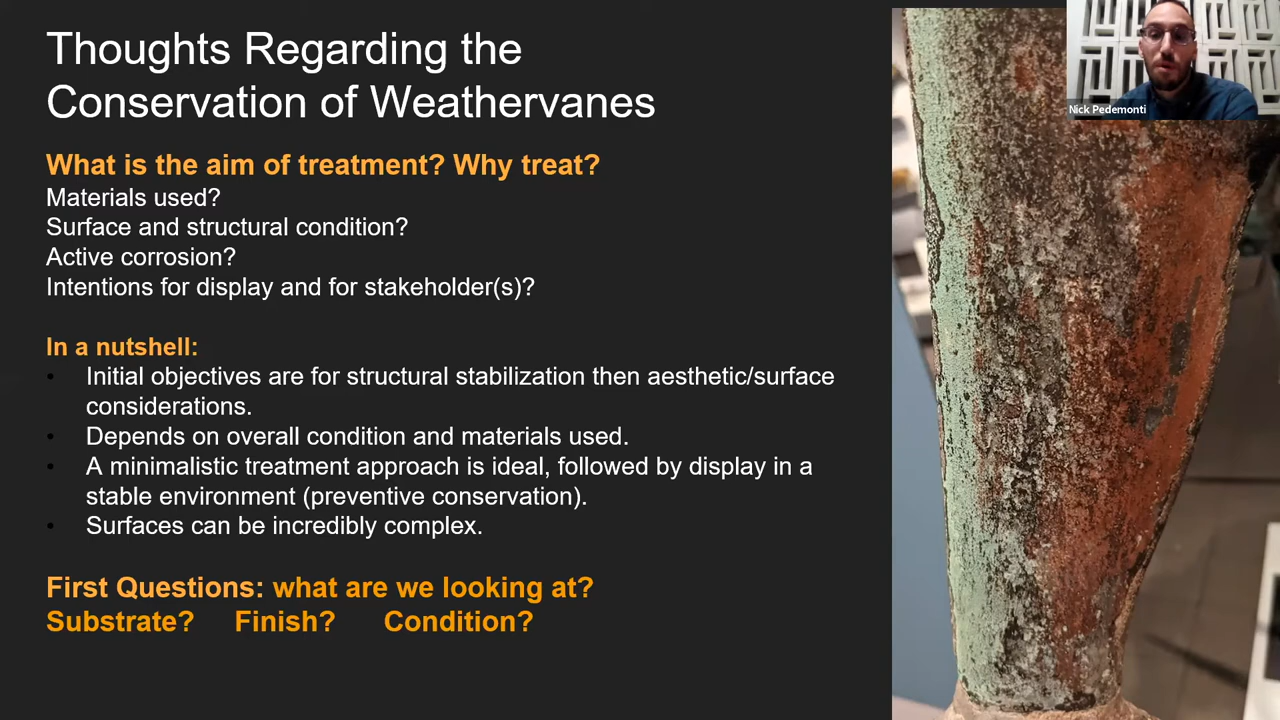 Thoughts Regarding the
Conservation of Weathervanes
Nick Pedemonti
What is the aim of treatment? Why treat?
Materials used?
Surface and structural condition?
Active corrosion?
Intentions for display and for stakeholder(s)?
In a nutshell:
• Initial objectives are for structural stabilization then aesthetic/surface
considerations.
• Depends on overall condition and materials used.
• A minimalistic treatment approach is ideal, followed by display in a
stable environment (preventive conservation).
• Surfaces can be incredibly complex.
First Questions: what are we looking at?
Substrate? Finish? Condition?